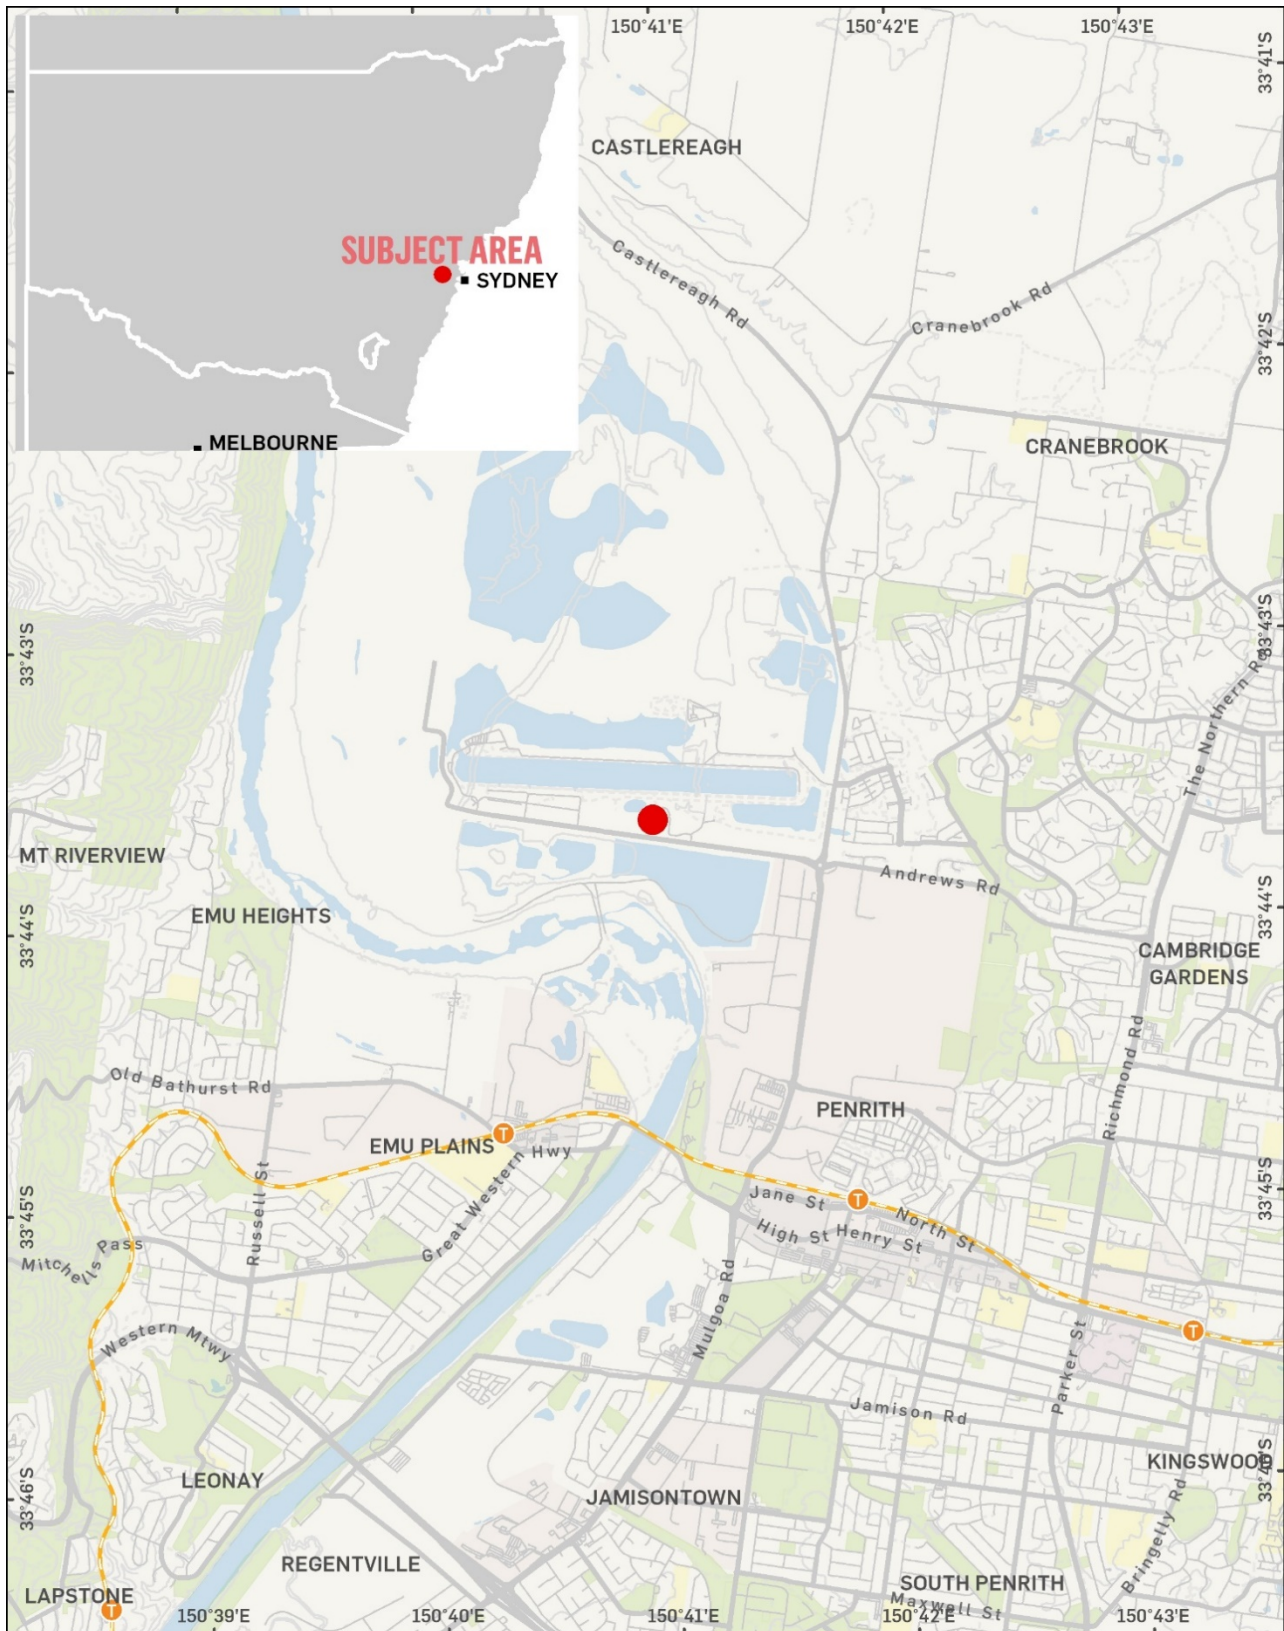 150°41'E
150°42'E
150°43'E
33°41'S
CASTLEREAGH
SUBJECT AREA
SYDNEY
MELBOURNE
Castlereagh Rd
Cranebrook Rd
33°42'S
CRANEBROOK
33°43'S
33°43'S
The Northern Rd
MT RIVERVIEW
EMU HEIGHTS
Andrews Rd
33°44'S
33°44'S
CAMBRIDGE
GARDENS
Old Bathurst Rd
Richmond Rd
PENRITH
T
EMU PLAINS
Great Western Hwy
Russell St
Jane St
T
North St
High St
Henry St
33°45'S
33°45'S
Mitchells Pass
Mulgoa Rd
T
Western Mtwy
Parker St
Jamison Rd
KINGSWOOD
33°46'S
33°46'S
LEONAY
JAMISONTOWN
Bringelly Rd
REGENTVILLE
SOUTH PENRITH
LAPSTONE
T
Maxwell St
150°39'E
150°40'E
150°41'E
150°42'E
150°43'E